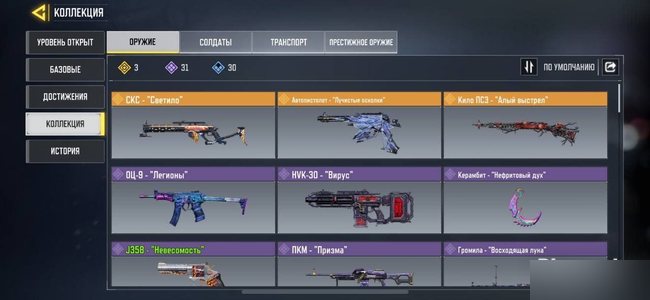 КОЛЛЕКЦИЯ
УРОВЕНЬ ОТКРЫТ
БАЗОВЫЕ
ДОСТИЖЕНИЯ
КОЛЛЕКЦИЯ
ИСТОРИЯ
ОРУЖИЕ СОЛДАТЫ ТРАНСПОРТ ПРЕСТИЖНОЕ ОРУЖИЕ
3 31 30 ПО УМОЛЧАНИЮ
СКС - "Светило" Автопистолет - "Лучистые осколки" Кило ПСЗ - "Алый выстрел"
ОЦ-9 - "Легионы" HVK-30 - "Вирус" Керамбит - "Нефритовый дух"
J358 - "Невесомость" ПКМ - "Призма" Громила - "Восходящая луна"